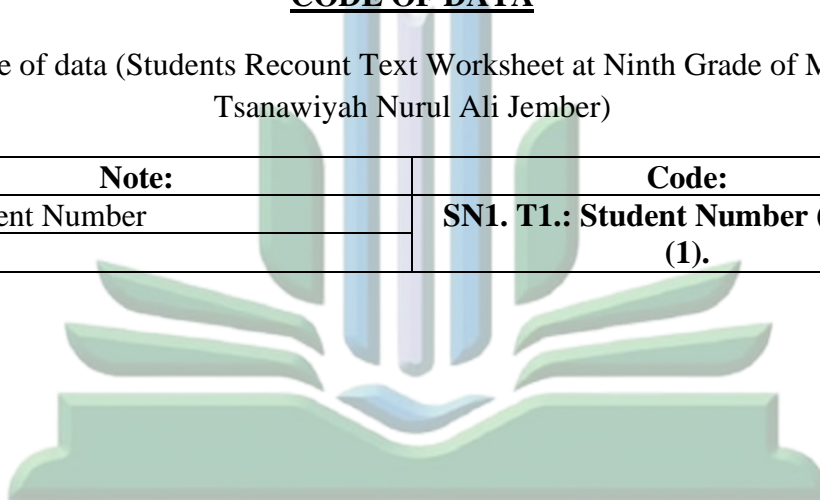 CODE OF DATA
e of data (Students Recount Text Worksheet at Ninth Grade of M
Tsanawiyah Nurul Ali Jember)
Note: Code:
ent Number SN1. T1.: Student Number (
(1).